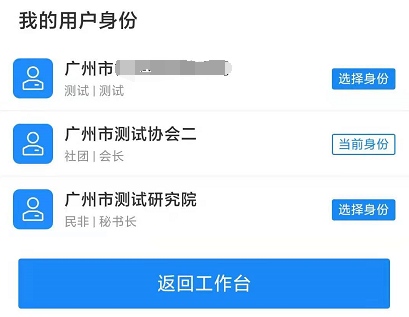 我的用户身份
广州市
测试 | 测试
选择身份
广州市测试协会二
社团 | 会长
当前身份
广州市测试研究院
民非 | 秘书长
选择身份
返回工作台